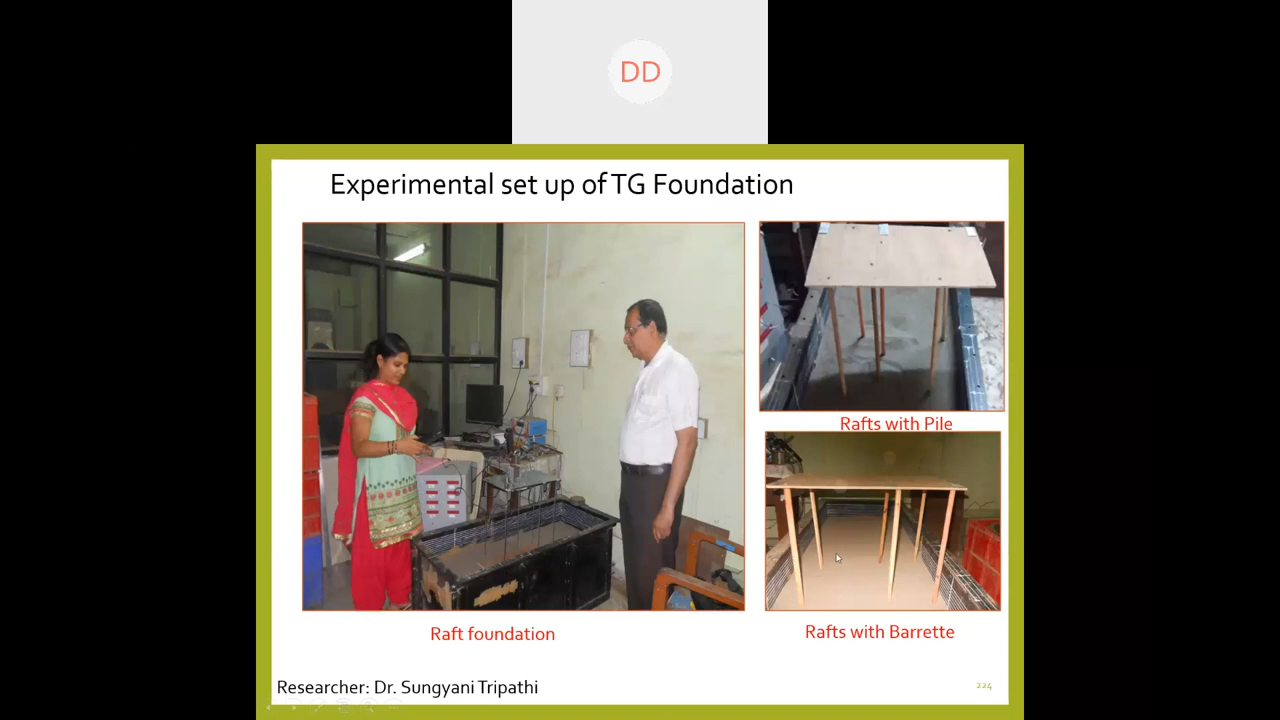 DD
Experimental set up of TG Foundation
Rafts with Pile
Raft foundation
Rafts with Barrette
Researcher: Dr. Sungyani Tripathi
224